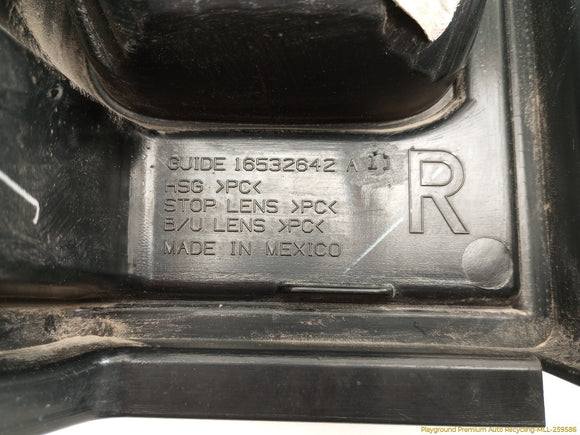 GUIDE 16532642 A
R
HSG >PC<
STOP LENS >PC<
B/U LENS >PC<
MADE IN MEXICO
Playground Premium Auto Recycling-MLL-259586